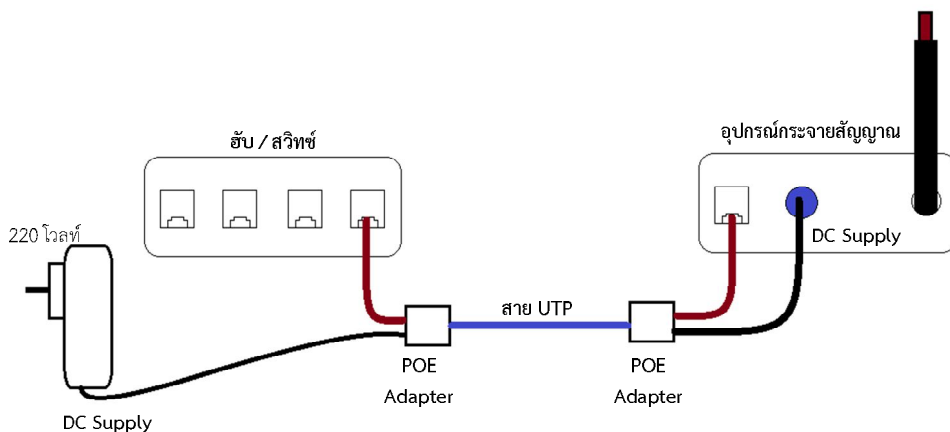 ฮับ / สวิทซ์
อุปกรณ์กระจายสัญญาณ
220 โวลท์
DC Supply
สาย UTP
POE
Adapter
POE
Adapter
DC Supply